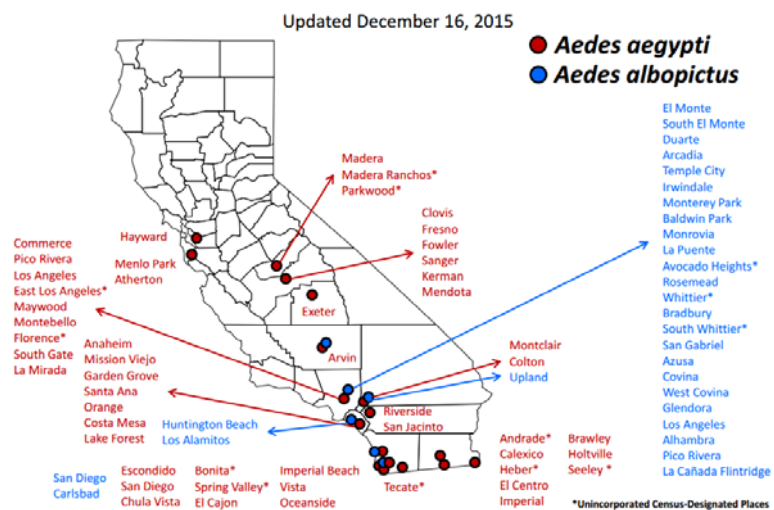 Updated December 16, 2015
Aedes aegypti
Aedes albopictus
Madera
Madera Ranchos*
Parkwood*
Clovis
Fresno
Fowler
Sanger
Kerman
Mendota
Hayward
Menlo Park
Atherton
Exeter
Arvin
Commerce
Pico Rivera
Los Angeles
East Los Angeles*
Maywood
Montebello
Florence*
South Gate
La Mirada
Anaheim
Mission Viejo
Garden Grove
Santa Ana
Orange
Costa Mesa
Lake Forest
Huntington Beach
Los Alamitos
Montclair
Colton
Upland
Riverside
San Jacinto
El Monte
South El Monte
Duarte
Arcadia
Temple City
Irwindale
Monterey Park
Baldwin Park
Monrovia
La Puente
Avocado Heights*
Rosemead
Whittier*
Bradbury
South Whittier*
San Gabriel
Azusa
Covina
West Covina
Glendora
Los Angeles
Alhambra
Pico Rivera
La Cañada Flintridge
San Diego
Carlsbad
Escondido
San Diego
Chula Vista
Bonita*
Spring Valley*
El Cajon
Imperial Beach
Vista
Oceanside
Tecate*
Andrade*
Calexico
Heber*
El Centro
Imperial
Brawley
Holtville
Seeley *
*Unincorporated Census-Designated Places